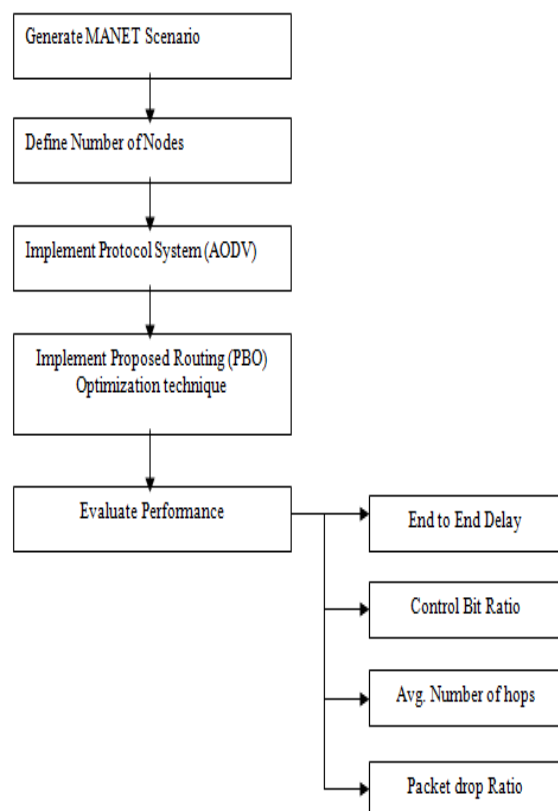 Generate MANET Scenario
Define Number of Nodes
Implement Protocol System (AODV)
Implement Proposed Routing (PBO)
Optimization technique
Evaluate Performance
End to End Delay
Control Bit Ratio
Avg. Number of hops
Packet drop Ratio